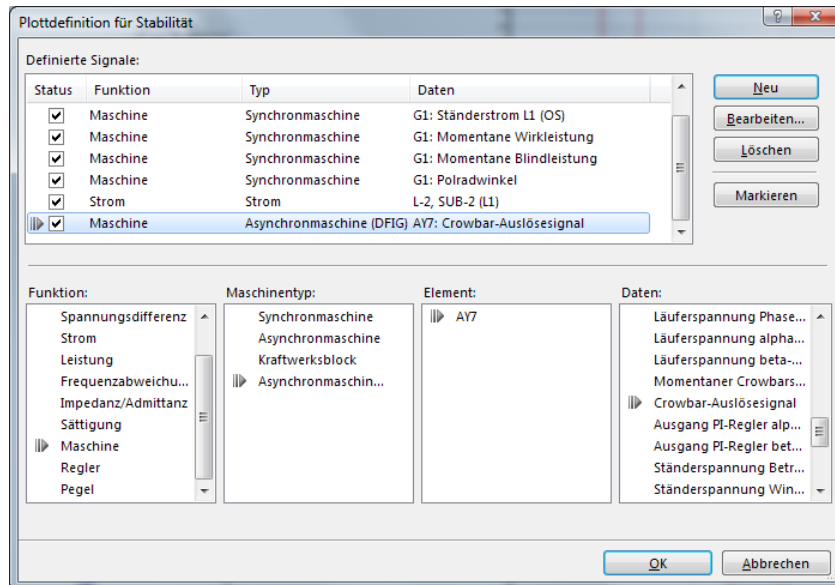 Plottdefinition für Stabilität
Definierte Signale:
Status Funktion Typ Daten
Maschine Synchronmaschine G1: Ständerstrom L1 (OS)
Maschine Synchronmaschine G1: Momentane Wirkleistung
Maschine Synchronmaschine G1: Momentane Blindleistung
Maschine Synchronmaschine G1: Polradwinkel
Strom Strom L-2, SUB-2 (L1)
Maschine Asynchronmaschine (DFIG) AY7: Crowbar-Auslösesignal
Neu
Bearbeiten...
Löschen
Markieren
Funktion:
Spannungsdifferenz
Strom
Leistung
Frequenzabweichu...
Impedanz/Admittanz
Sättigung
Maschine
Regler
Pegel
Maschinentyp:
Synchronmaschine
Asynchronmaschine
Kraftwerksblock
Asynchronmaschin...
Element:
AY7
Daten:
Läuferspannung Phase...
Läuferspannung alpha...
Läuferspannung beta-...
Momentaner Crowbars...
Crowbar-Auslösesignal
Ausgang PI-Regler alp...
Ausgang PI-Regler bet...
Ständerspannung Betr...
Ständerspannung Win...
OK
Abbrechen